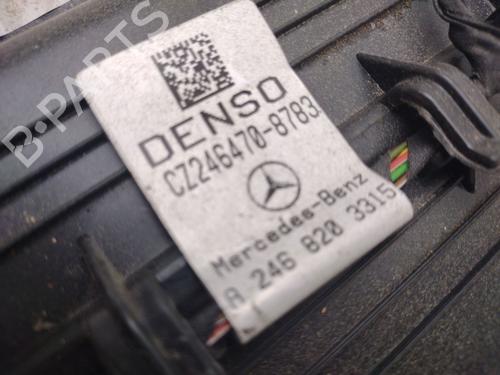 DENSO
CZ246470-8783
Mercedes-Benz
A 246 820 3315
B-PARTS